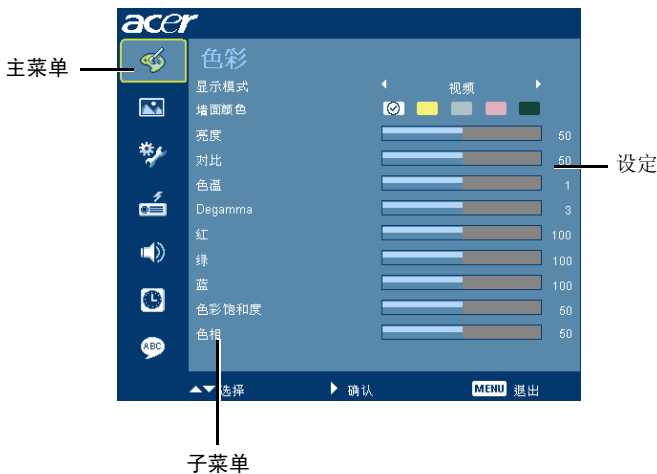 acer
主菜单
色彩
显示模式 视频
墙面颜色
亮度 50
对比 50
设定
色温 1
Degamma 3
紅 100
绿 100
蓝 100
色彩饱和度 50
色相 50
ABC
选择 确认 MENU 退出
子菜单